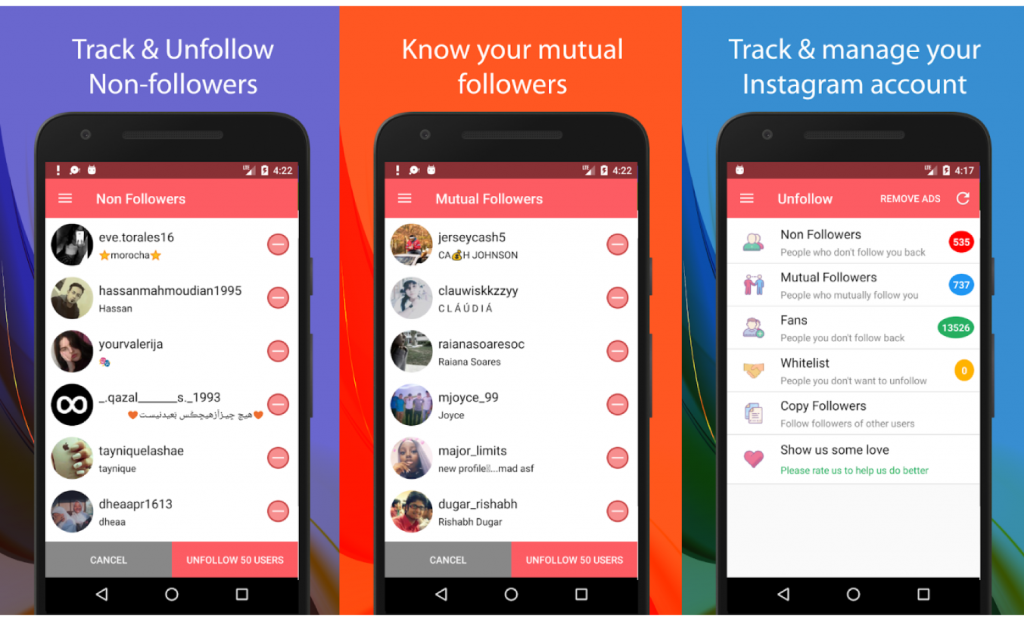 Track & Unfollow
Non-followers
4:22
Non Followers
eve.torales16
⭐morocha⭐
hassanmahmoudian1995
Hassan
yourvalerija
🎭
_.qazal______s._1993
🧡هیچ چیزازهیچکس بَعیدنیست🧡
tayniquelashae
taynique
dheaapr1613
dheaa
CANCEL
UNFOLLOW 50 USERS
Know your mutual
followers
4:22
Mutual Followers
jerseycash5
CA💰H JOHNSON
clauwiskkzzyy
C L Á Ú D I Á
raianasoaresoc
Raiana Soares
mjoyce_99
Joyce
major_limits
new profile...mad asf
dugar_rishabh
Rishabh Dugar
CANCEL
UNFOLLOW 50 USERS
Track & manage your
Instagram account
4:17
Unfollow REMOVE ADS
Non Followers
People who don't follow you back
535
Mutual Followers
People who mutually follow you
737
Fans
People you don't follow back
13526
Whitelist
People you don't want to unfollow
0
Copy Followers
Follow followers of other users
Show us some love
Please rate us to help us do better